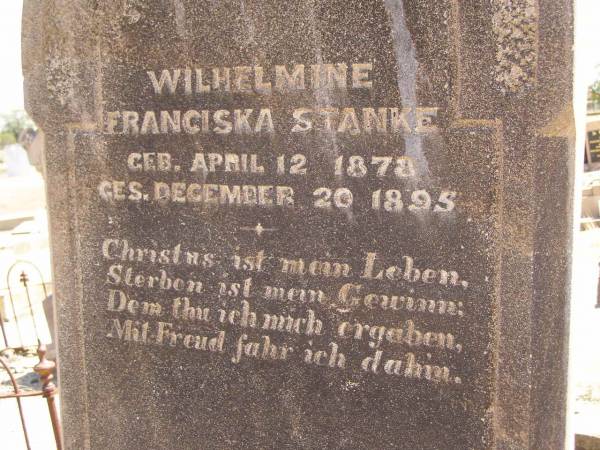 WILHELMINE
FRANCISKA STANKE
GEB. APRIL 12 1878
GES. DECEMBER 20 1895
Christus ist mein Leben,
Sterben ist mein Gewinn;
Dem thu ich mich ergaben,
Mit Freud fahr ich dahin.